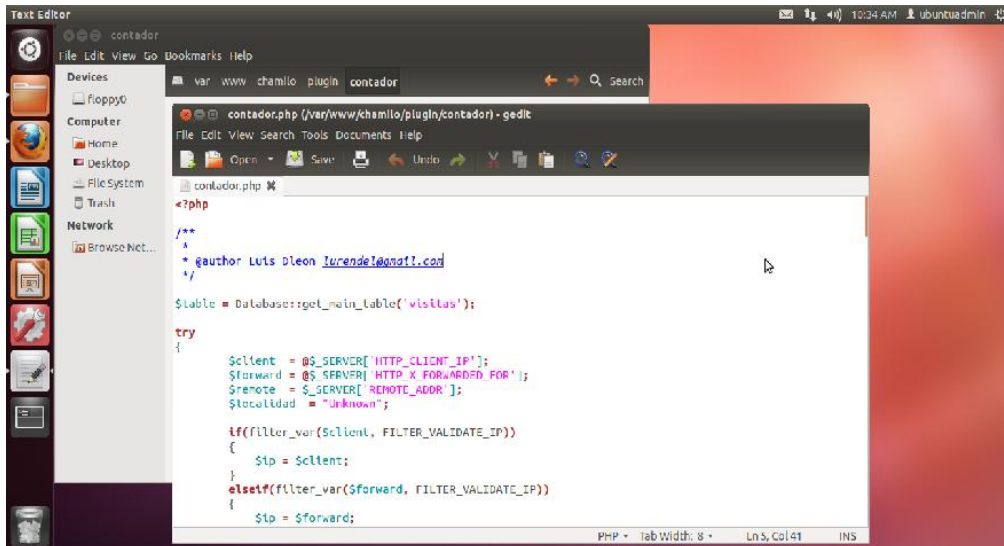 Text Editor
10:34 AM ubuntuadmin
contador
File Edit View Go Bookmarks Help
Devices
floppy0
Computer
Home
Desktop
File System
Trash
Network
Browse Net...
var www chamilo plugin contador
Search
contador.php (/var/www/chamilo/plugin/contador) - gedit
File Edit View Search Tools Documents Help
Open Save Undo
contador.php
<?php
/**
*
* @author Luis Dleon lurendel@gmail.com
*/
$table = Database::get_main_table('visitas');
try
{
$client = @$_SERVER['HTTP_CLIENT_IP'];
$forward = @$_SERVER['HTTP_X_FORWARDED_FOR'];
$remote = $_SERVER['REMOTE_ADDR'];
$localidad = "Unknown";
if(filter_var($client, FILTER_VALIDATE_IP))
{
$ip = $client;
}
elseif(filter_var($forward, FILTER_VALIDATE_IP))
{
$ip = $forward;
PHP Tab Width: 8 Ln 5, Col 41 INS